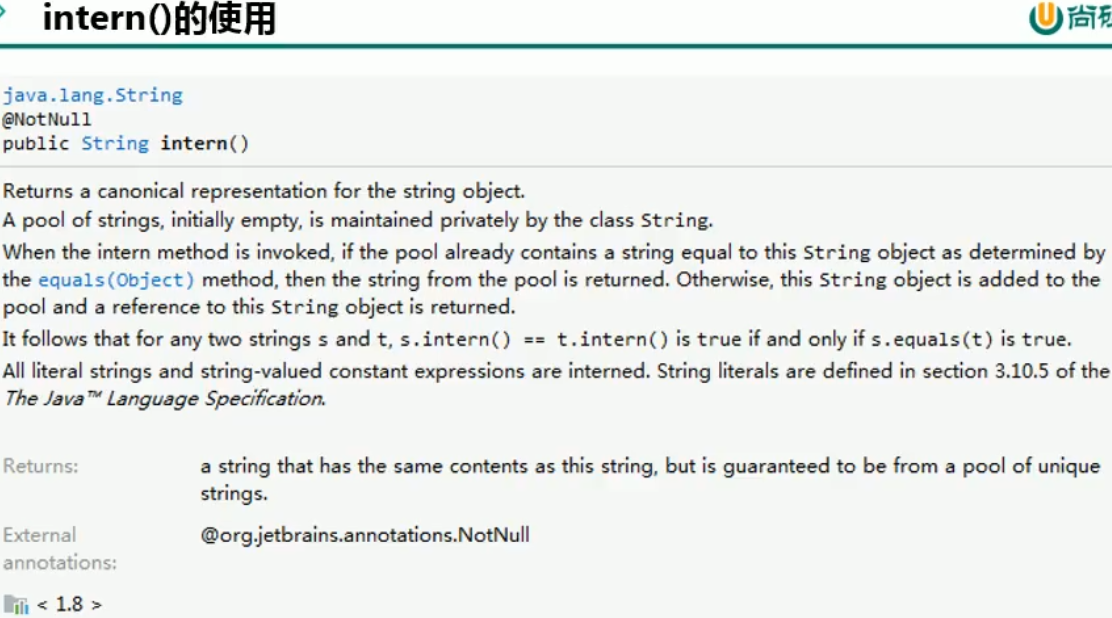 intern()的使用
尚
java.lang.String
@NotNull
public String intern()
Returns a canonical representation for the string object.
A pool of strings, initially empty, is maintained privately by the class String.
When the intern method is invoked, if the pool already contains a string equal to this String object as determined by
the equals(Object) method, then the string from the pool is returned. Otherwise, this String object is added to the
pool and a reference to this String object is returned.
It follows that for any two strings s and t, s.intern() == t.intern() is true if and only if s.equals(t) is true.
All literal strings and string-valued constant expressions are interned. String literals are defined in section 3.10.5 of the
The Java™ Language Specification.
Returns: a string that has the same contents as this string, but is guaranteed to be from a pool of unique
strings.
External @org.jetbrains.annotations.NotNull
annotations:
< 1.8 >